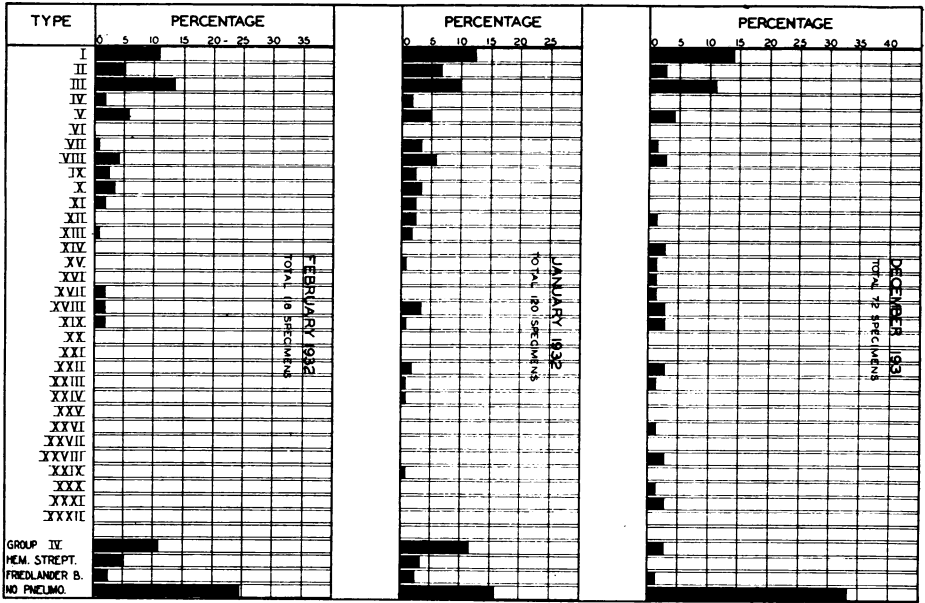 TYPE PERCENTAGE PERCENTAGE PERCENTAGE
0 5 10 15 20 25 30 35
0 5 10 15 20 25
0 5 10 15 20 25 30 35 40
I
II
III
IV
V
VI
VII
VIII
IX
X
XI
XII
XIII
XIV
XV
XVI
XVII
XVIII
XIX
XX
XXI
XXII
XXIII
XXIV
XXV
XXVI
XXVII
XXVIII
XXIX
XXX
XXXI
XXXII
GROUP IV
HEM. STREPT.
FRIEDLANDER B.
NO PNEUMO.
FEBRUARY 1932
TOTAL 118 SPECIMENS
JANUARY 1932
TOTAL 120 SPECIMENS
DECEMBER 1931
TOTAL 72 SPECIMENS